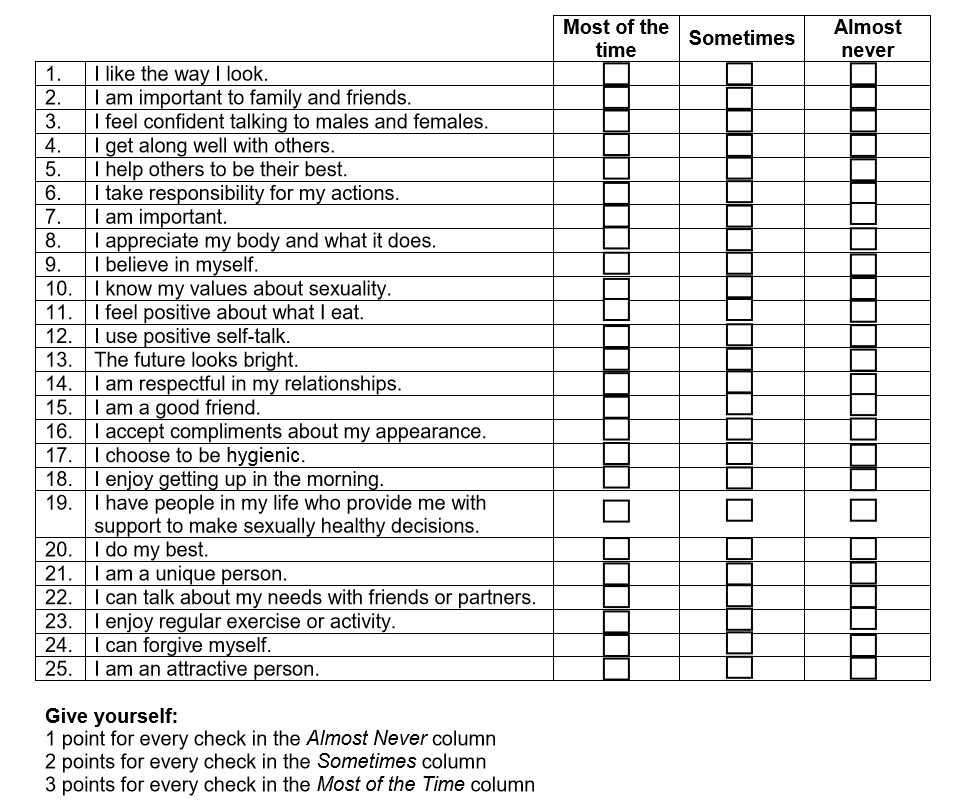 Most of the time Sometimes Almost never
1. I like the way I look.
2. I am important to family and friends.
3. I feel confident talking to males and females.
4. I get along well with others.
5. I help others to be their best.
6. I take responsibility for my actions.
7. I am important.
8. I appreciate my body and what it does.
9. I believe in myself.
10. I know my values about sexuality.
11. I feel positive about what I eat.
12. I use positive self-talk.
13. The future looks bright.
14. I am respectful in my relationships.
15. I am a good friend.
16. I accept compliments about my appearance.
17. I choose to be hygienic.
18. I enjoy getting up in the morning.
19. I have people in my life who provide me with
support to make sexually healthy decisions.
20. I do my best.
21. I am a unique person.
22. I can talk about my needs with friends or partners.
23. I enjoy regular exercise or activity.
24. I can forgive myself.
25. I am an attractive person.
Give yourself:
1 point for every check in the Almost Never column
2 points for every check in the Sometimes column
3 points for every check in the Most of the Time column